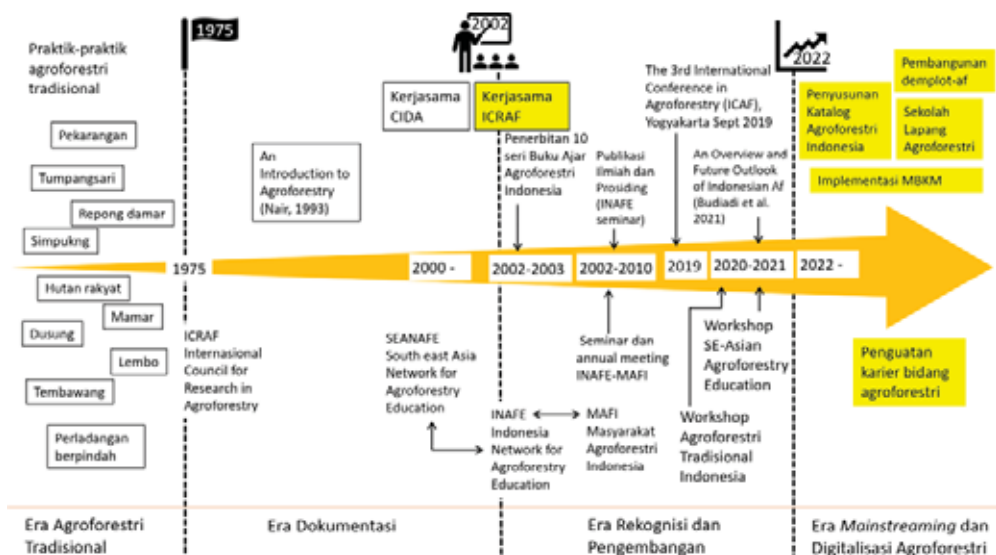 Praktik-praktik
agroforestri
tradisional
Pekarangan
Tumpangsari
Repong damar
Simpukng
Hutan rakyat
Mamar
Dusung
Lembo
Tembawang
Perladangan
berpindah
1975
1975
ICRAF
Internasional
Council for
Research in
Agroforestry
An
Introduction to
Agroforestry
(Nair, 1993)
2002
Kerjasama
CIDA
Kerjasama
ICRAF
Penerbitan 10
seri Buku Ajar
Agroforestri
Indonesia
Publikasi
Ilmiah dan
Prosiding
(INAFE
seminar)
The 3rd International
Conference in
Agroforestry (ICAF),
Yogyakarta Sept 2019
An Overview and
Future Outlook
of Indonesian Af
(Budiadi et al.
2021)
2022
Penyusunan
Katalog
Agroforestri
Indonesia
Pembangunan
demplot-af
Sekolah
Lapang
Agroforestri
Implementasi MBKM
2000 -
2002-2003
2002-2010
2019
2020-2021
2022 -
SEANAFE
South east Asia
Network for
Agroforestry
Education
INAFE
Indonesia
Network for
Agroforestry
Education
Seminar dan
annual meeting
INAFE-MAFI
MAFI
Masyarakat
Agroforestri
Indonesia
Workshop
SE-Asian
Agroforestry
Education
Workshop
Agroforestri
Tradisional
Indonesia
Penguatan
karier bidang
agroforestri
Era Agroforestri
Tradisional
Era Dokumentasi
Era Rekognisi dan
Pengembangan
Era Mainstreaming dan
Digitalisasi Agroforestri